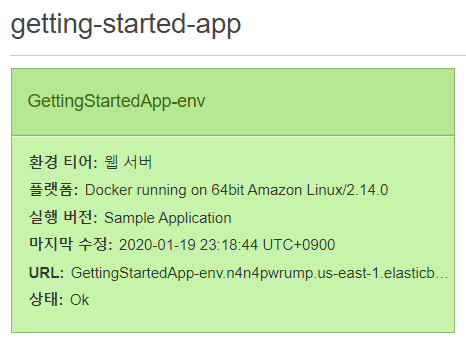 getting-started-app
GettingStartedApp-env
환경 티어: 웹 서버
플랫폼: Docker running on 64bit Amazon Linux/2.14.0
실행 버전: Sample Application
마지막 수정: 2020-01-19 23:18:44 UTC+0900
URL: GettingStartedApp-env.n4n4pwrump.us-east-1.elasticb…
상태: Ok